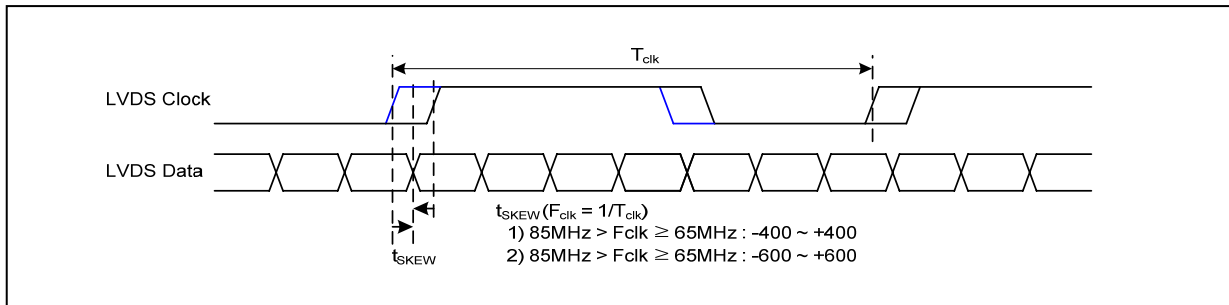 T_clk
LVDS Clock
LVDS Data
t_SKEW (F_clk = 1/T_clk)
1) 85MHz > Fclk ≥ 65MHz : -400 ~ +400
2) 85MHz > Fclk ≥ 65MHz : -600 ~ +600
t_SKEW